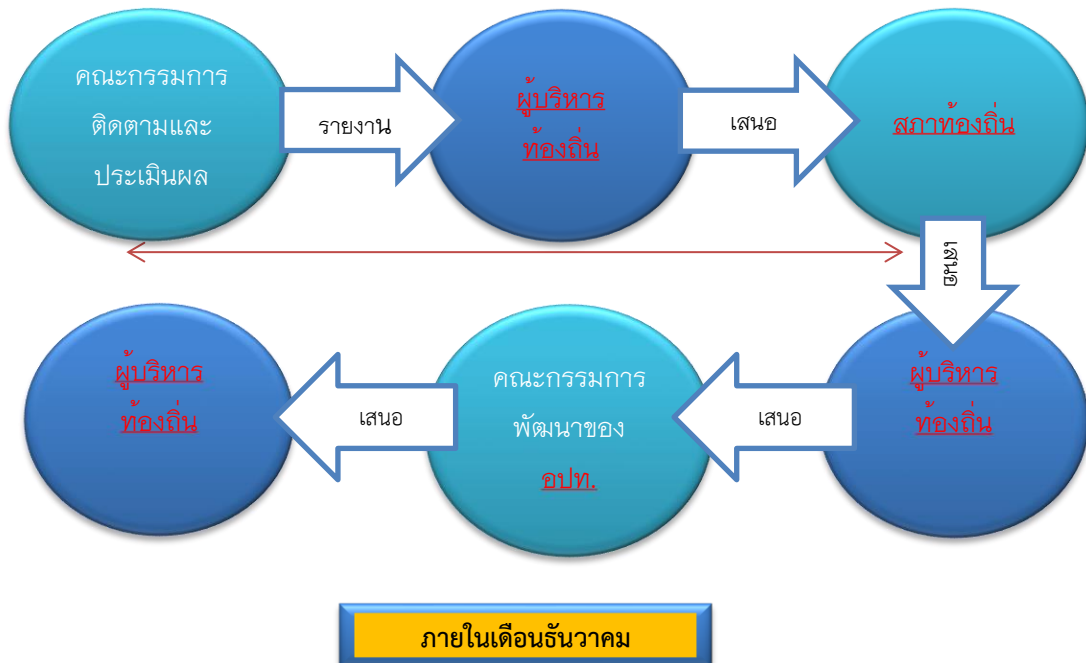 คณะกรรมการ
ติดตามและ
ประเมินผล
รายงาน
ผู้บริหาร
ท้องถิ่น
เสนอ
สภาท้องถิ่น
เสนอ
ผู้บริหาร
ท้องถิ่น
เสนอ
คณะกรรมการ
พัฒนาของ
อปท.
เสนอ
ผู้บริหาร
ท้องถิ่น
ภายในเดือนธันวาคม